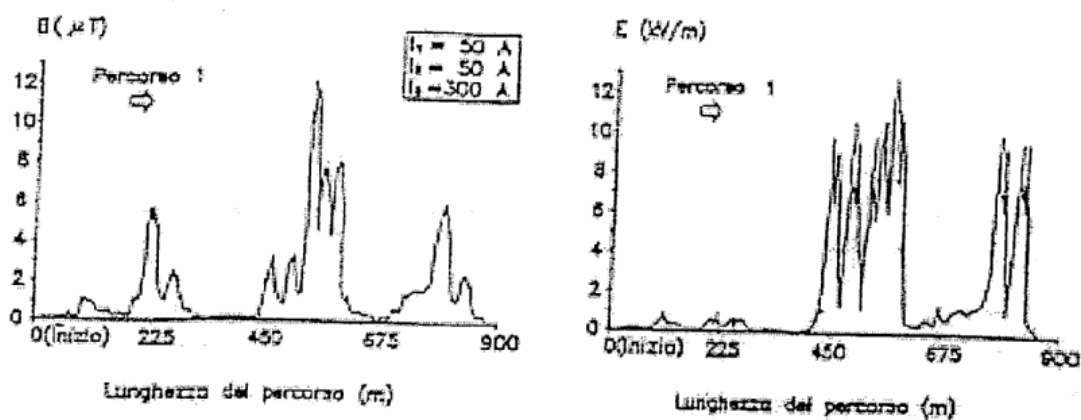 B (μT)
12
10
8
6
4
2
0
Percorso 1
I₁ = 50 A
I₂ = 50 A
I₃ = 300 A
0(Inizio) 225 450 675 900
Lunghezza del percorso (m)
E (kV/m)
12
10
8
6
4
2
0
Percorso 1
0(Inizio) 225 450 675 900
Lunghezza del percorso (m)